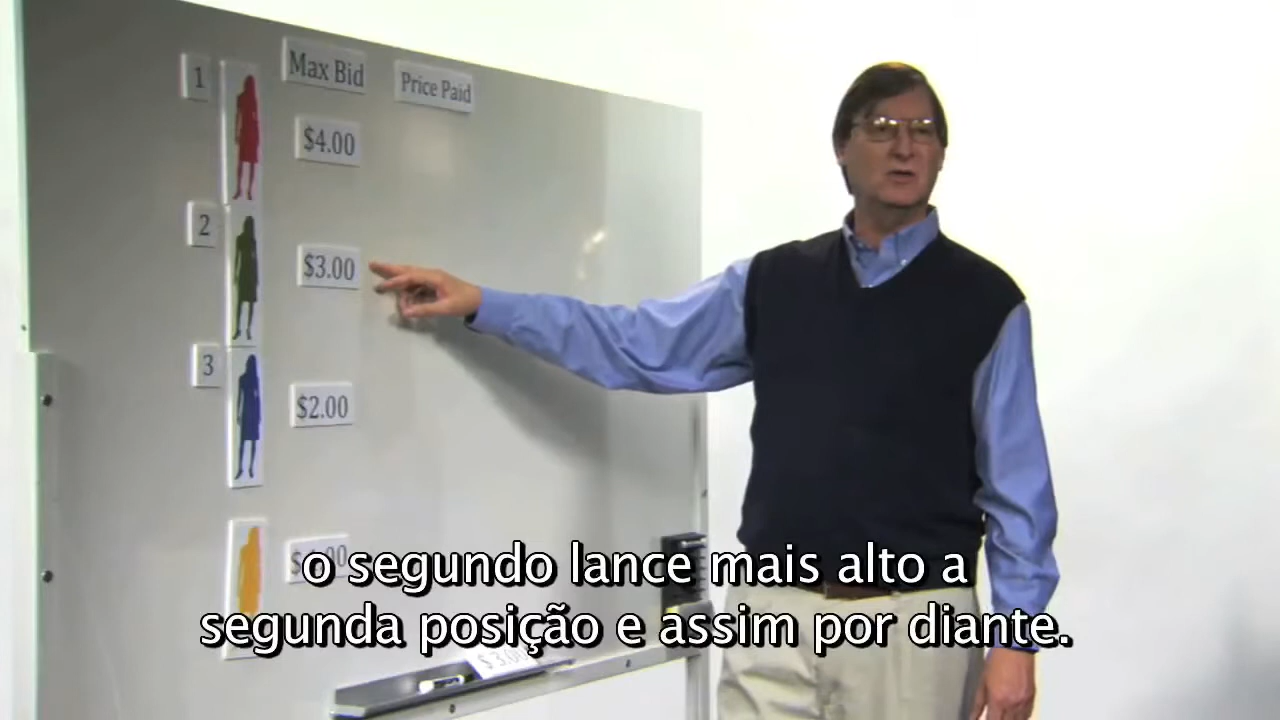 Max Bid
Price Paid
1
$4.00
2
$3.00
3
$2.00
o segundo lance mais alto a
segunda posição e assim por diante.